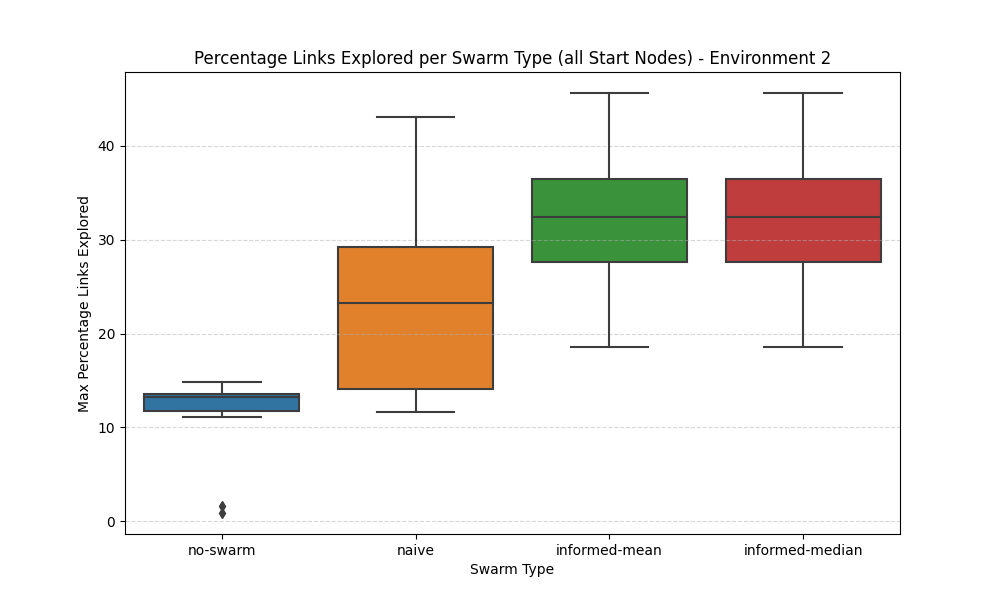 Percentage Links Explored per Swarm Type (all Start Nodes) - Environment 2
Max Percentage Links Explored
40
30
20
10
0
no-swarm naive informed-mean informed-median
Swarm Type